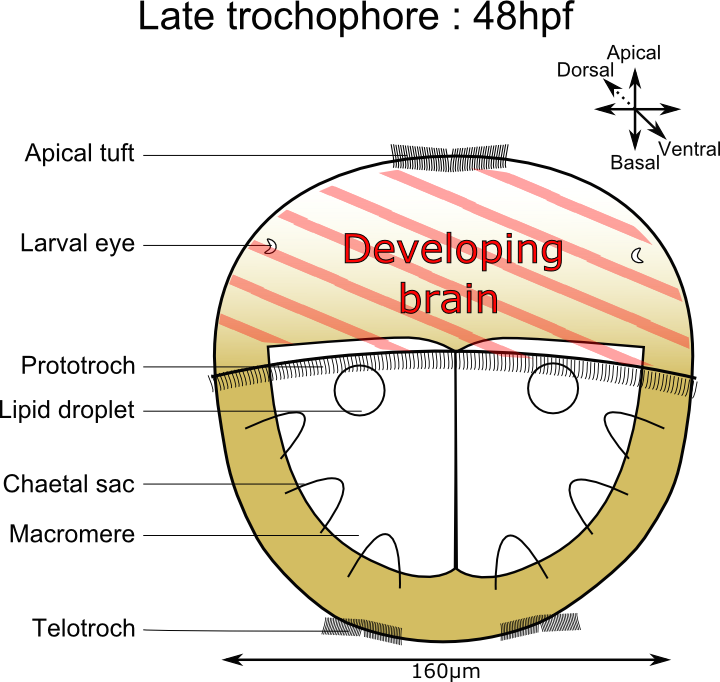 Late trochophore : 48hpf
Apical
Dorsal
Ventral
Basal
Apical tuft
Larval eye
Developing
brain
Prototroch
Lipid droplet
Chaetal sac
Macromere
Telotroch
160µm